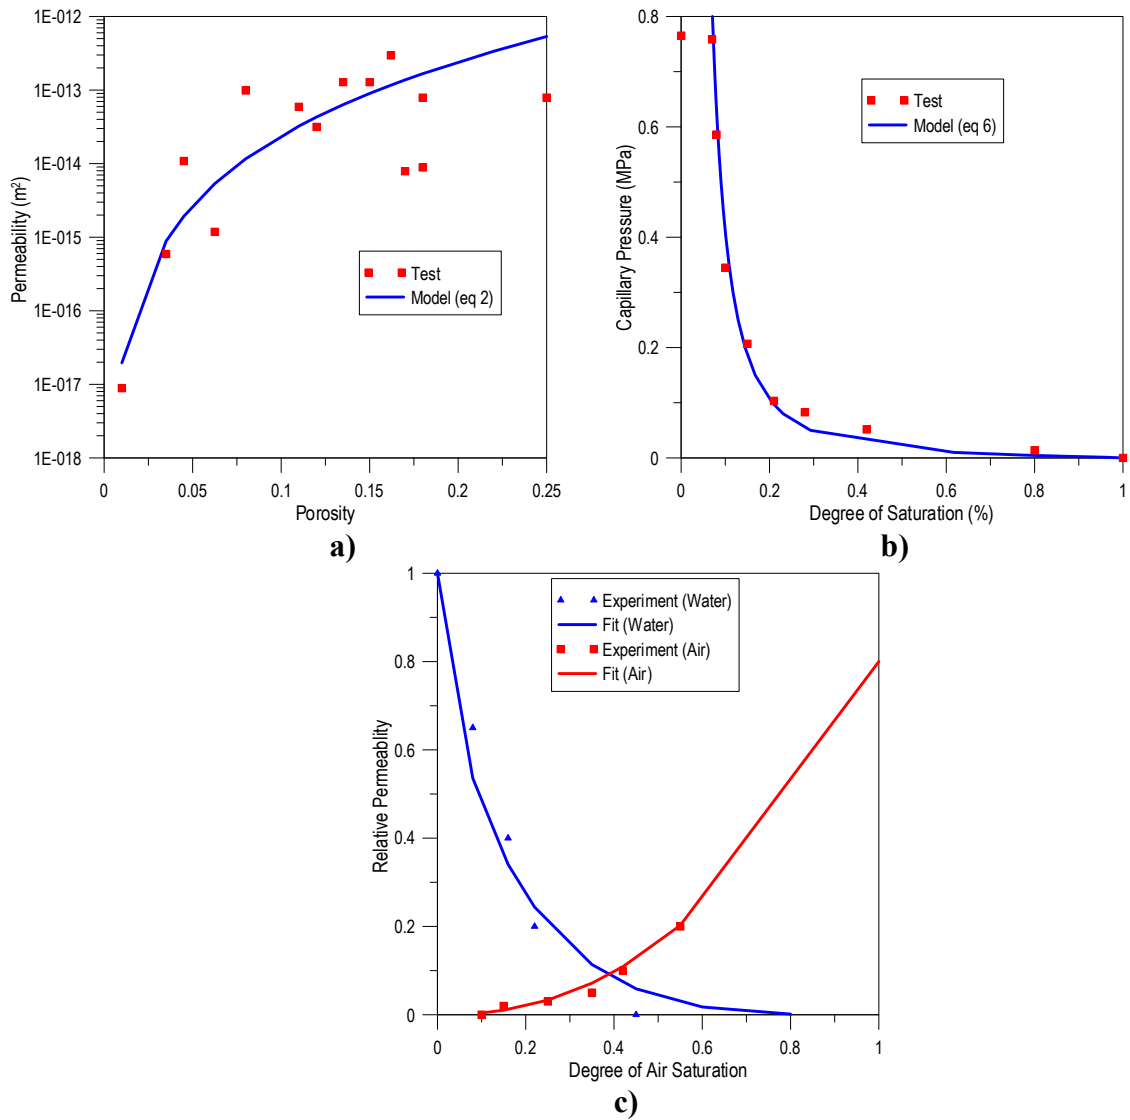 1E-012
1E-013
1E-014
1E-015
1E-016
1E-017
1E-018
Permeability (m²)
0 0.05 0.1 0.15 0.2 0.25
Porosity
Test
Model (eq 2)
a)
0.8
0.6
0.4
0.2
0
Capillary Pressure (MPa)
0 0.2 0.4 0.6 0.8 1
Degree of Saturation (%)
Test
Model (eq 6)
b)
1
0.8
0.6
0.4
0.2
0
Relative Permeablity
0 0.2 0.4 0.6 0.8 1
Degree of Air Saturation
Experiment (Water)
Fit (Water)
Experiment (Air)
Fit (Air)
c)